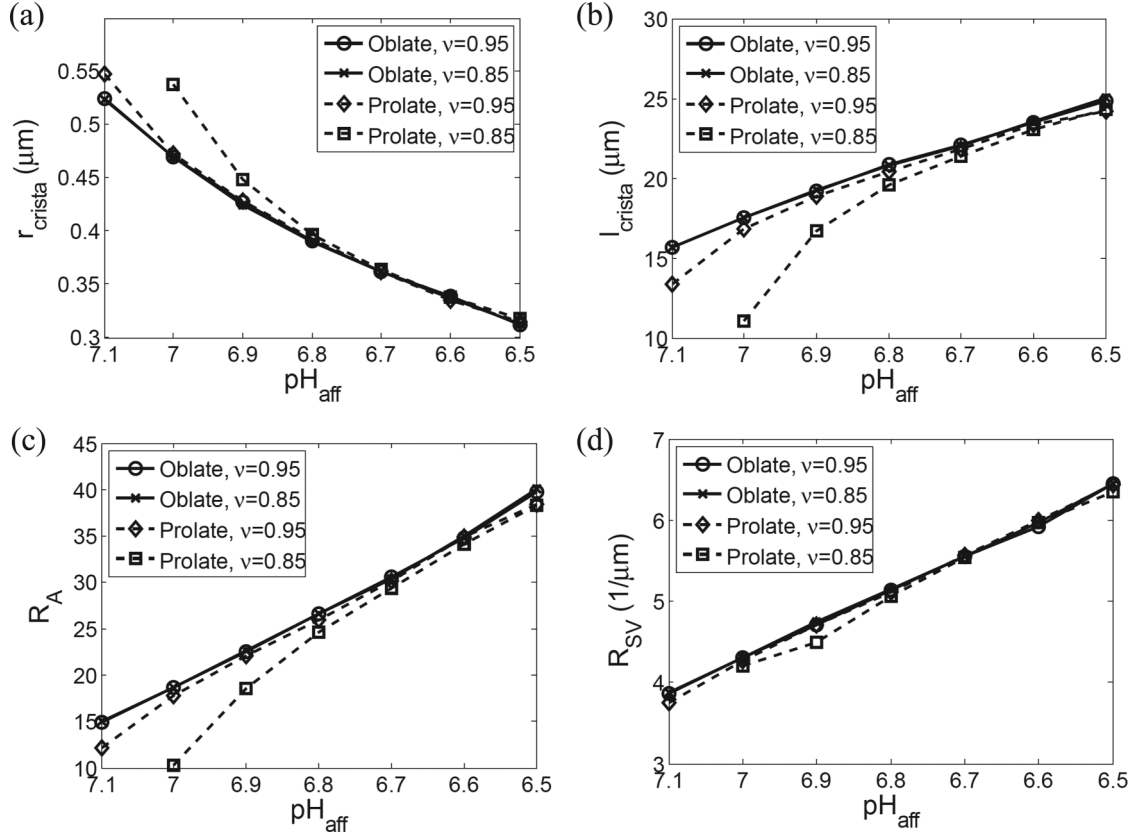 (a)
r_crista (μm)
0.55
0.5
0.45
0.4
0.35
0.3
Oblate, ν=0.95
Oblate, ν=0.85
Prolate, ν=0.95
Prolate, ν=0.85
7.1 7 6.9 6.8 6.7 6.6 6.5
pH_aff
(b)
l_crista (μm)
30
25
20
15
10
Oblate, ν=0.95
Oblate, ν=0.85
Prolate, ν=0.95
Prolate, ν=0.85
7.1 7 6.9 6.8 6.7 6.6 6.5
pH_aff
(c)
R_A
45
40
35
30
25
20
15
10
Oblate, ν=0.95
Oblate, ν=0.85
Prolate, ν=0.95
Prolate, ν=0.85
7.1 7 6.9 6.8 6.7 6.6 6.5
pH_aff
(d)
R_SV (1/μm)
7
6
5
4
3
Oblate, ν=0.95
Oblate, ν=0.85
Prolate, ν=0.95
Prolate, ν=0.85
7.1 7 6.9 6.8 6.7 6.6 6.5
pH_aff